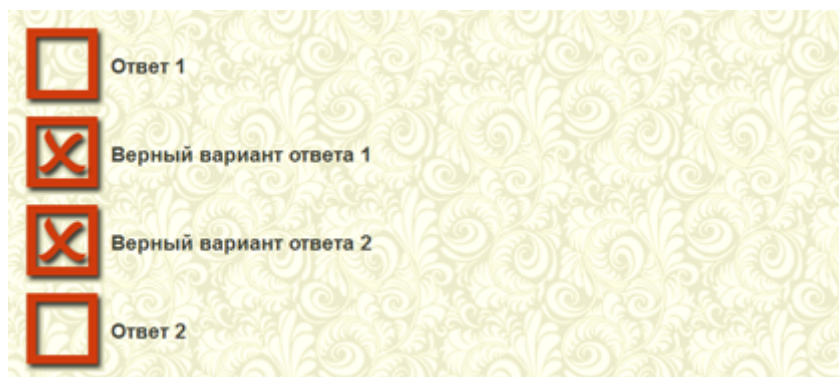 Ответ 1
Верный вариант ответа 1
Верный вариант ответа 2
Ответ 2